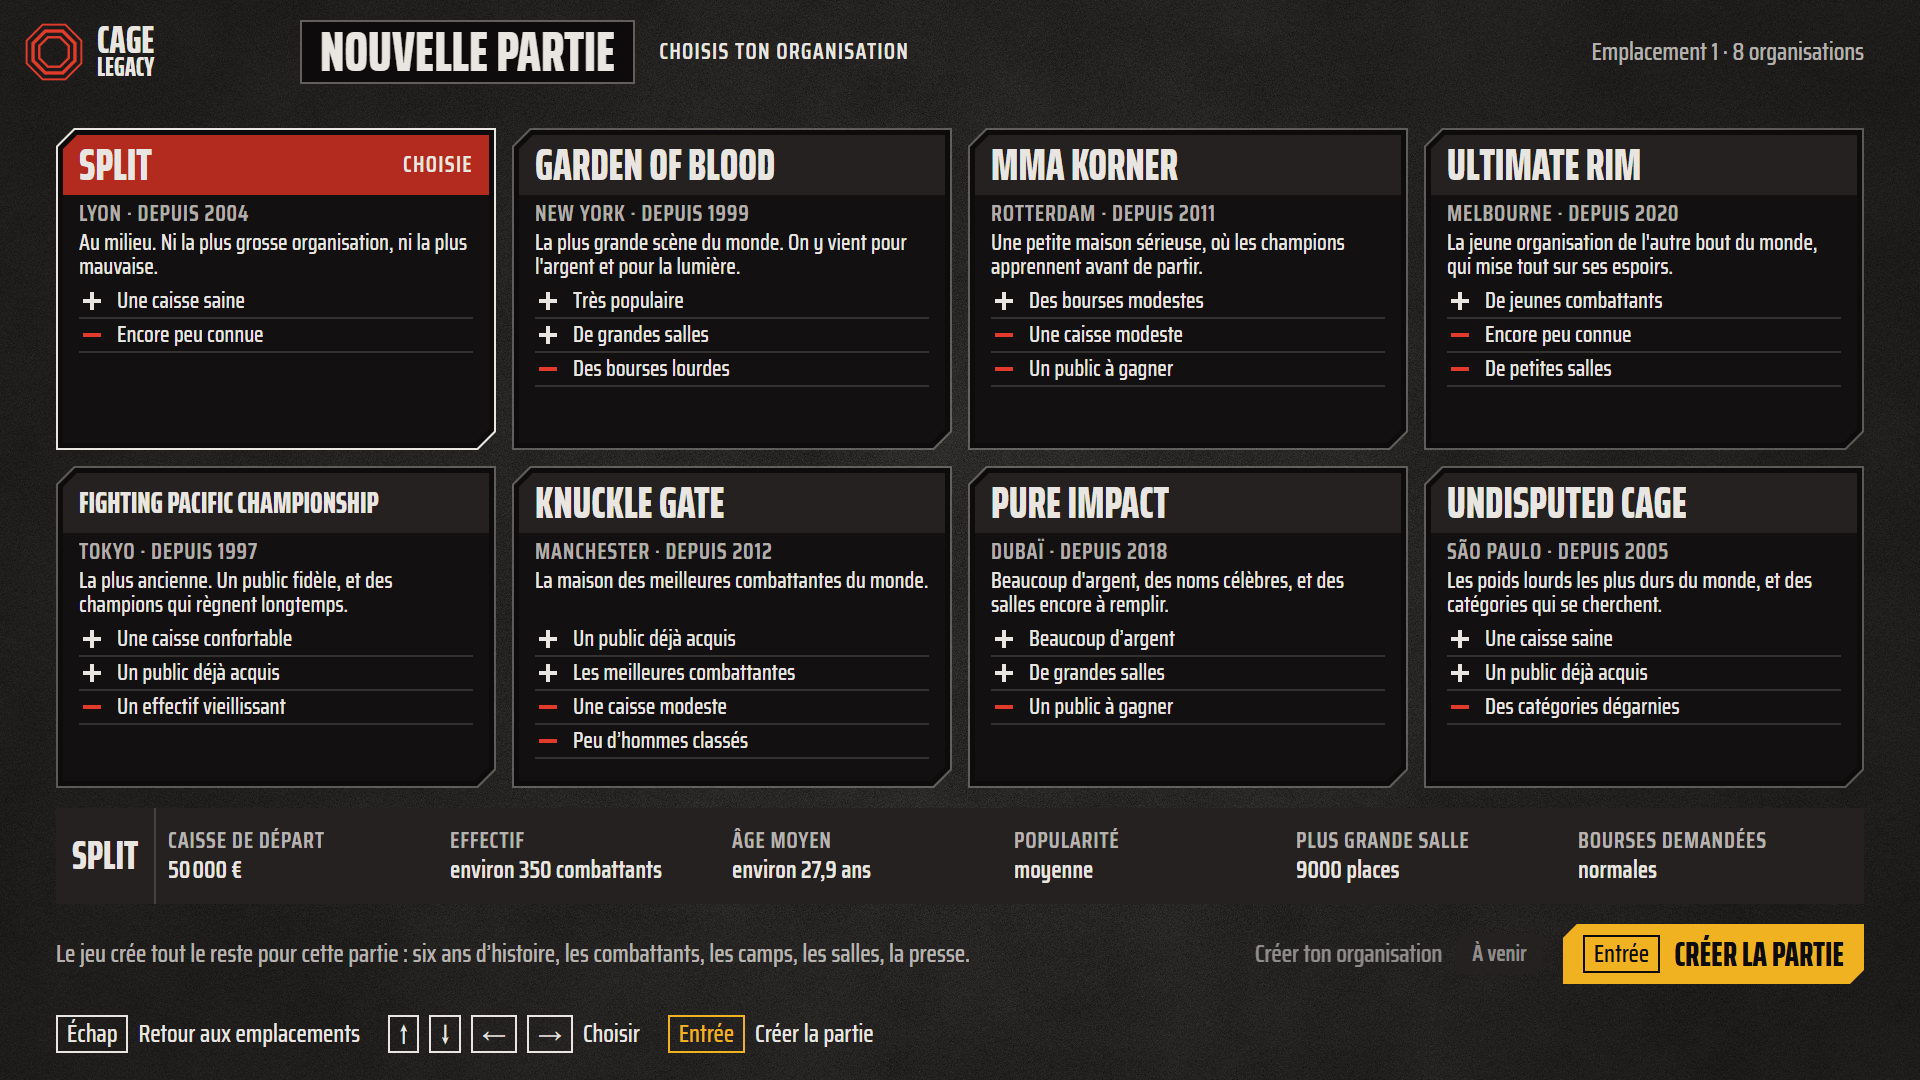 CAGE
LEGACY
NOUVELLE PARTIE
CHOISIS TON ORGANISATION
Emplacement 1 · 8 organisations
SPLIT
CHOISIE
LYON · DEPUIS 2004
Au milieu. Ni la plus grosse organisation, ni la plus
mauvaise.
+ Une caisse saine
− Encore peu connue
GARDEN OF BLOOD
NEW YORK · DEPUIS 1999
La plus grande scène du monde. On y vient pour
l'argent et pour la lumière.
+ Très populaire
+ De grandes salles
− Des bourses lourdes
MMA KORNER
ROTTERDAM · DEPUIS 2011
Une petite maison sérieuse, où les champions
apprennent avant de partir.
+ Des bourses modestes
− Une caisse modeste
− Un public à gagner
ULTIMATE RIM
MELBOURNE · DEPUIS 2020
La jeune organisation de l'autre bout du monde,
qui mise tout sur ses espoirs.
+ De jeunes combattants
− Encore peu connue
− De petites salles
FIGHTING PACIFIC CHAMPIONSHIP
TOKYO · DEPUIS 1997
La plus ancienne. Un public fidèle, et des
champions qui règnent longtemps.
+ Une caisse confortable
+ Un public déjà acquis
− Un effectif vieillissant
KNUCKLE GATE
MANCHESTER · DEPUIS 2012
La maison des meilleures combattantes du monde.
+ Un public déjà acquis
+ Les meilleures combattantes
− Une caisse modeste
− Peu d’hommes classés
PURE IMPACT
DUBAÏ · DEPUIS 2018
Beaucoup d'argent, des noms célèbres, et des
salles encore à remplir.
+ Beaucoup d’argent
+ De grandes salles
− Un public à gagner
UNDISPUTED CAGE
SÃO PAULO · DEPUIS 2005
Les poids lourds les plus durs du monde, et des
catégories qui se cherchent.
+ Une caisse saine
+ Un public déjà acquis
− Des catégories dégarnies
SPLIT
CAISSE DE DÉPART
50 000 €
EFFECTIF
environ 350 combattants
ÂGE MOYEN
environ 27,9 ans
POPULARITÉ
moyenne
PLUS GRANDE SALLE
9000 places
BOURSES DEMANDÉES
normales
Le jeu crée tout le reste pour cette partie : six ans d’histoire, les combattants, les camps, les salles, la presse.
Créer ton organisation
À venir
Entrée CRÉER LA PARTIE
Échap Retour aux emplacements ↑ ↓ ← → Choisir Entrée Créer la partie